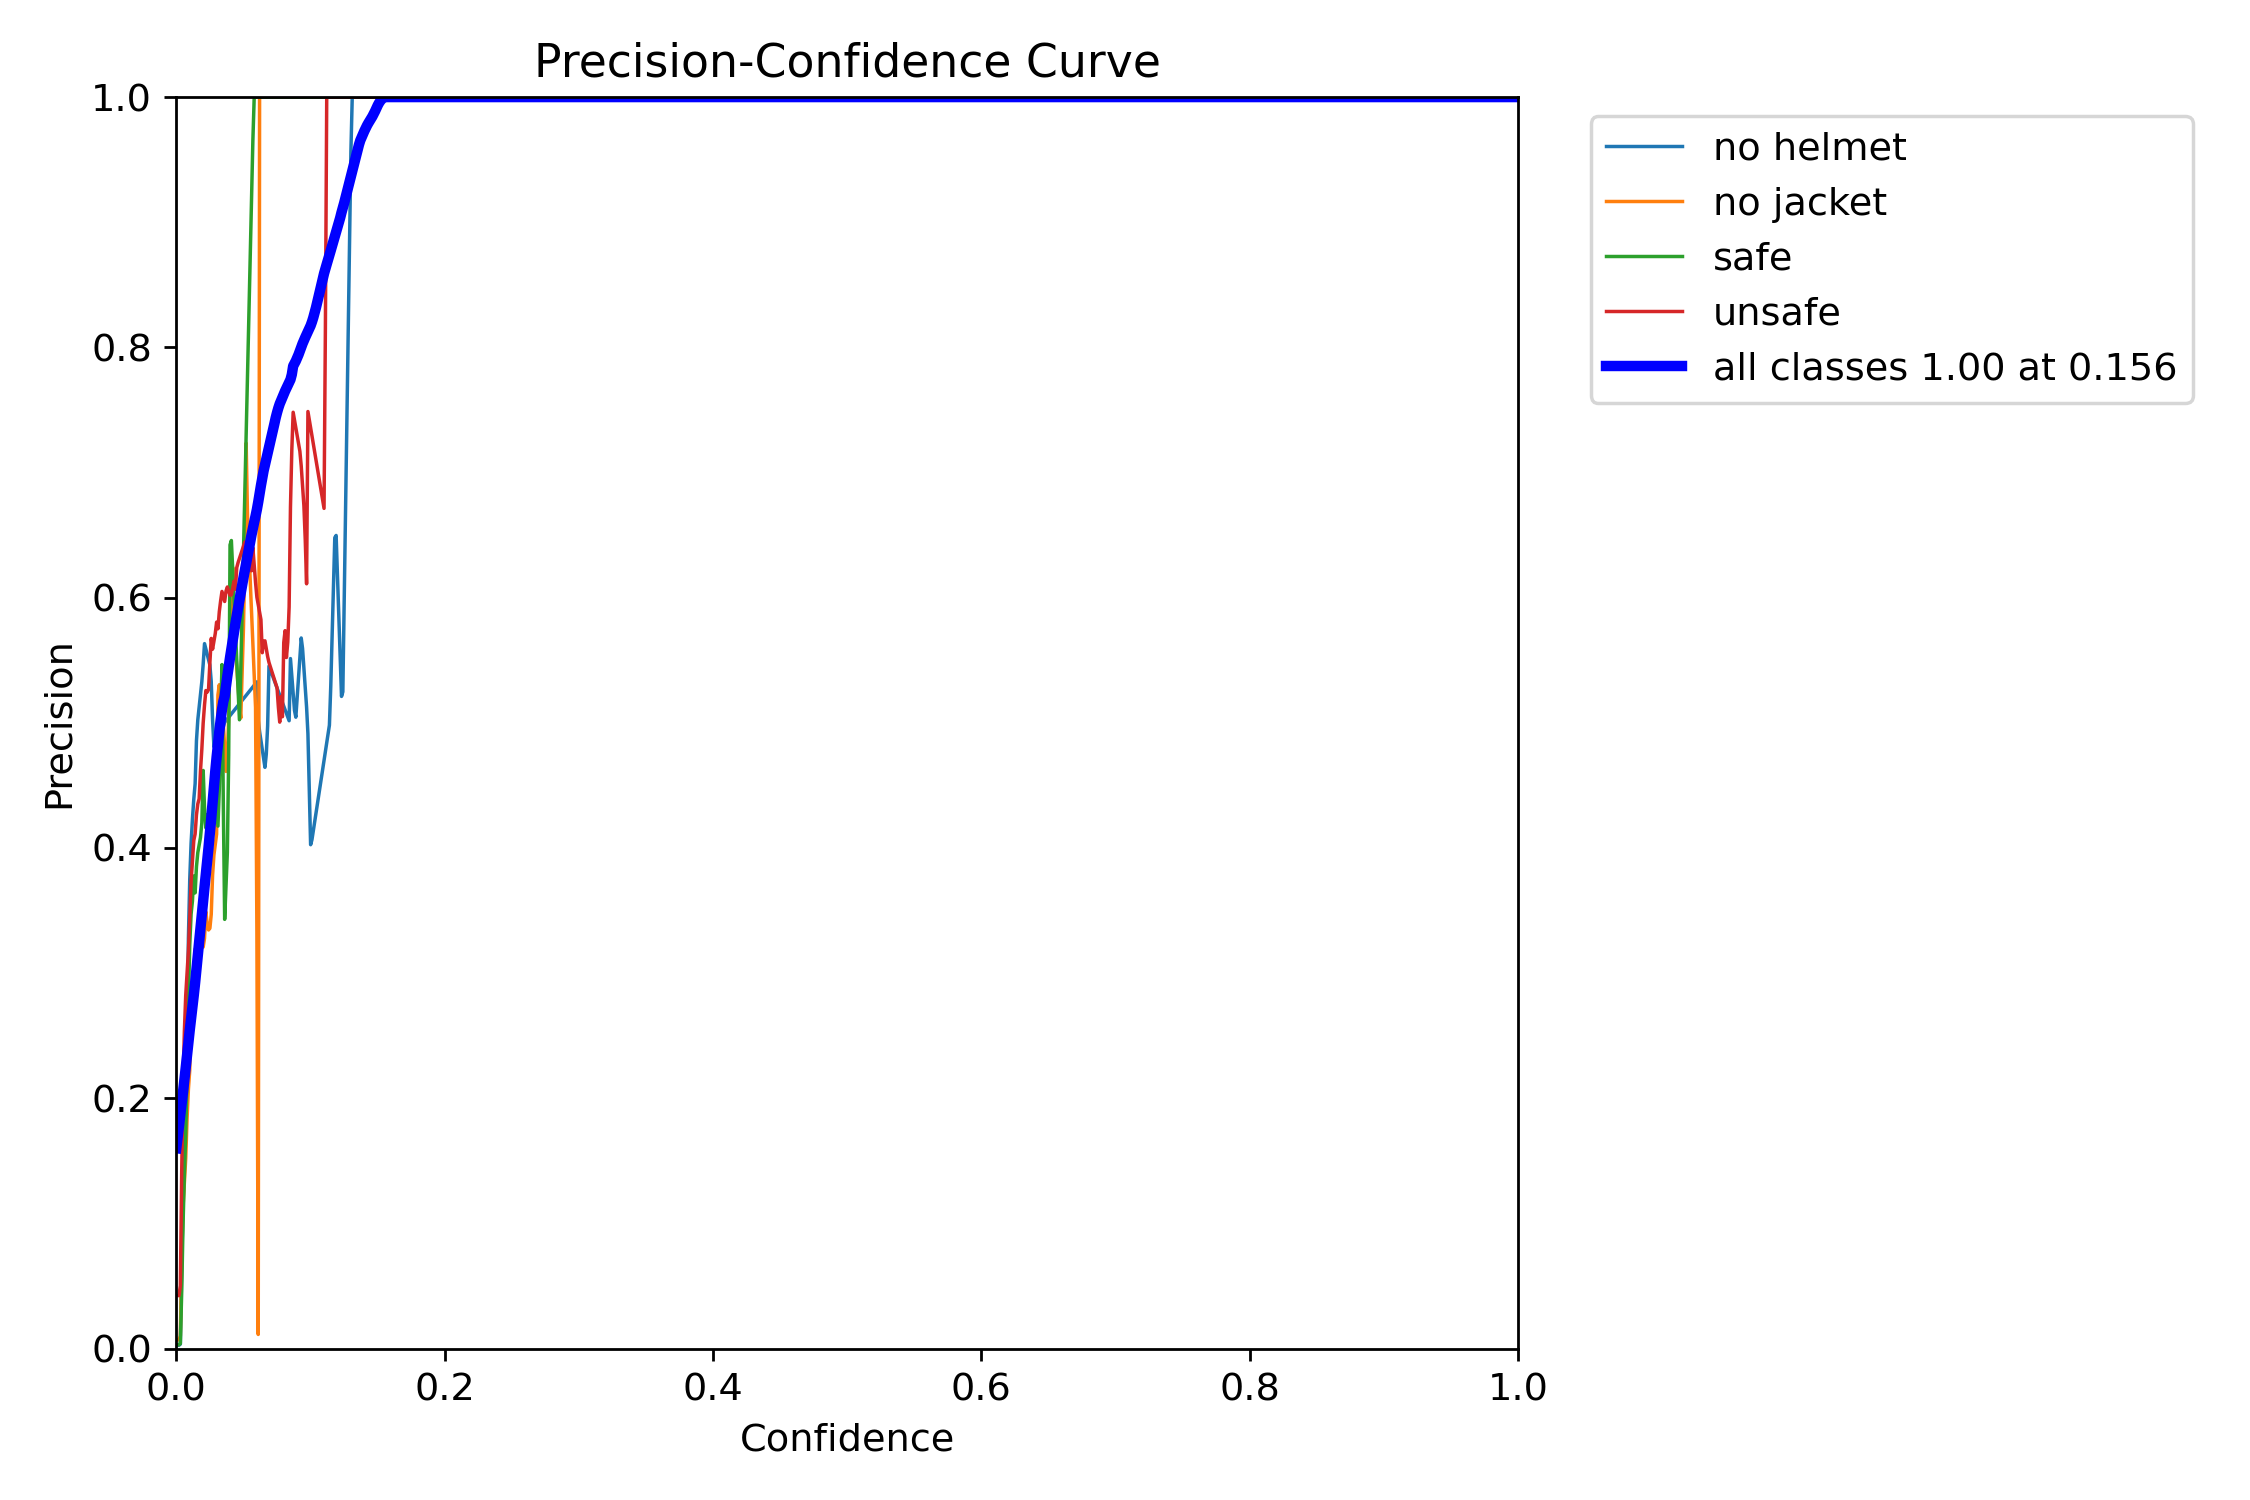 Precision-Confidence Curve
1.0
0.8
0.6
0.4
0.2
0.0
Precision
0.0 0.2 0.4 0.6 0.8 1.0
Confidence
no helmet
no jacket
safe
unsafe
all classes 1.00 at 0.156